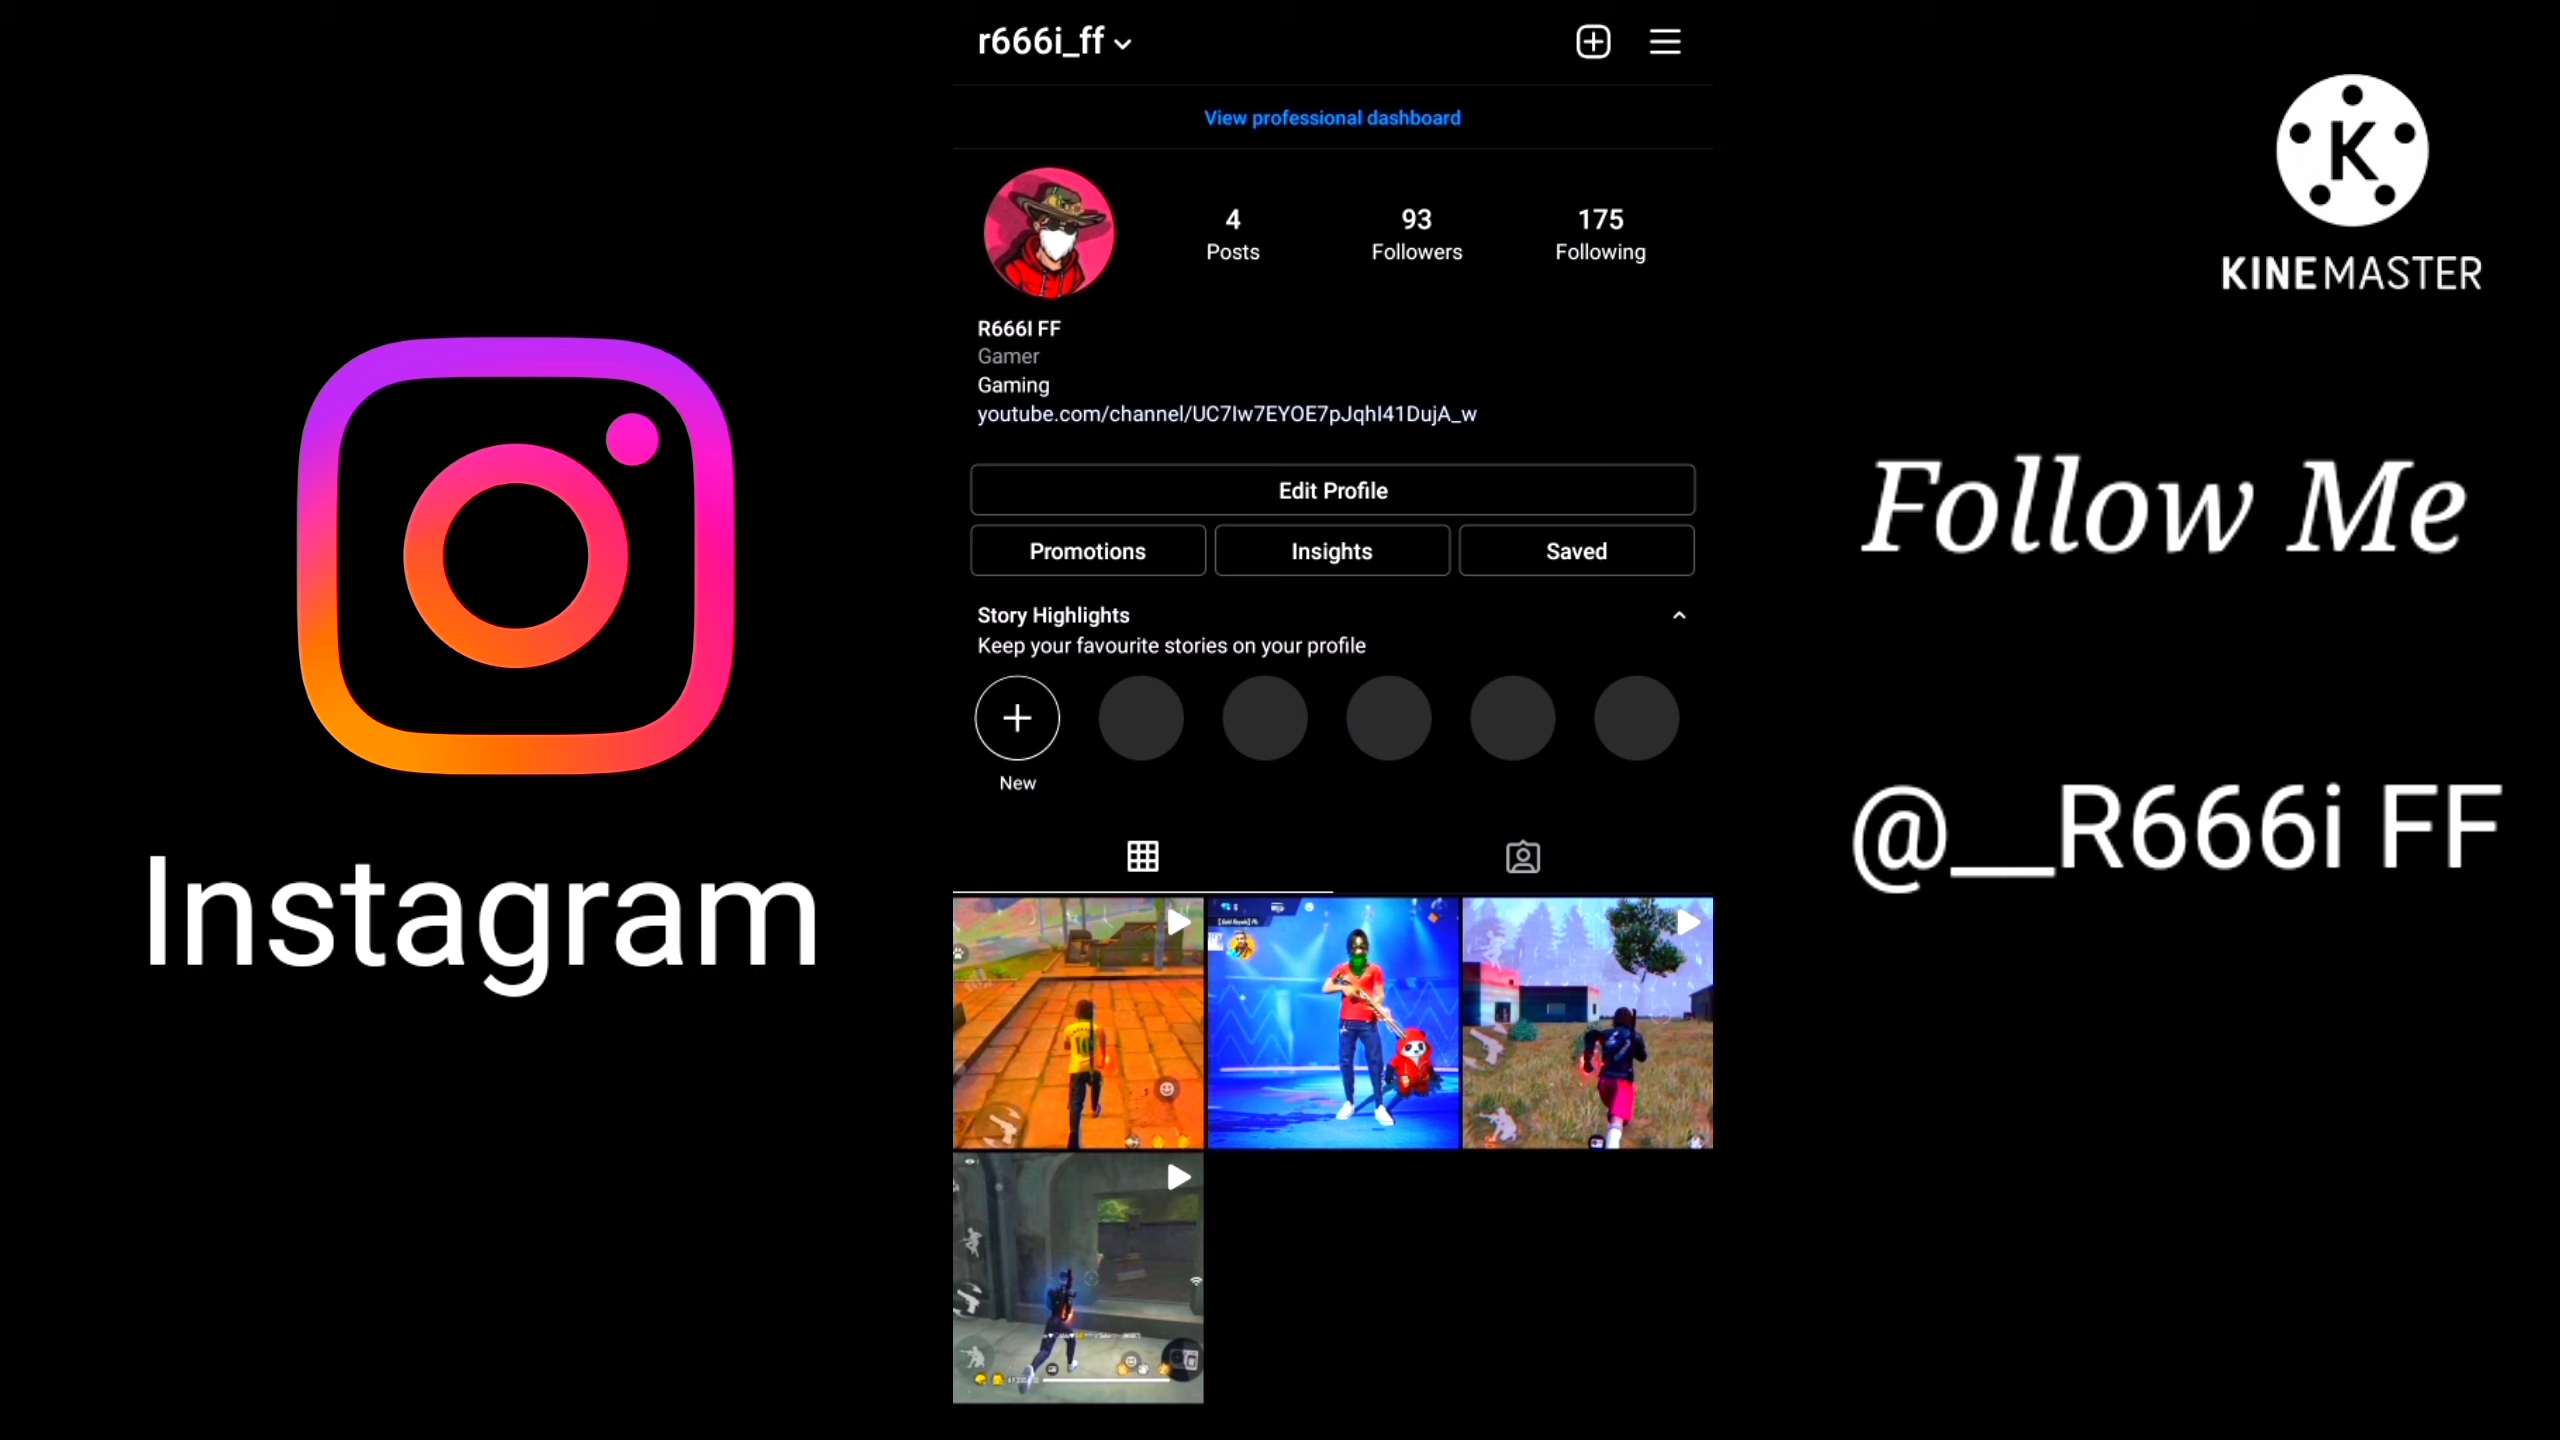 Instagram
r666i_ff
View professional dashboard
4
Posts
93
Followers
175
Following
R666I FF
Gamer
Gaming
youtube.com/channel/UC7Iw7EYOE7pJqhI41DujA_w
Edit Profile
Promotions
Insights
Saved
Story Highlights
Keep your favourite stories on your profile
New
10
K
KINEMASTER
Follow Me
@__R666i FF